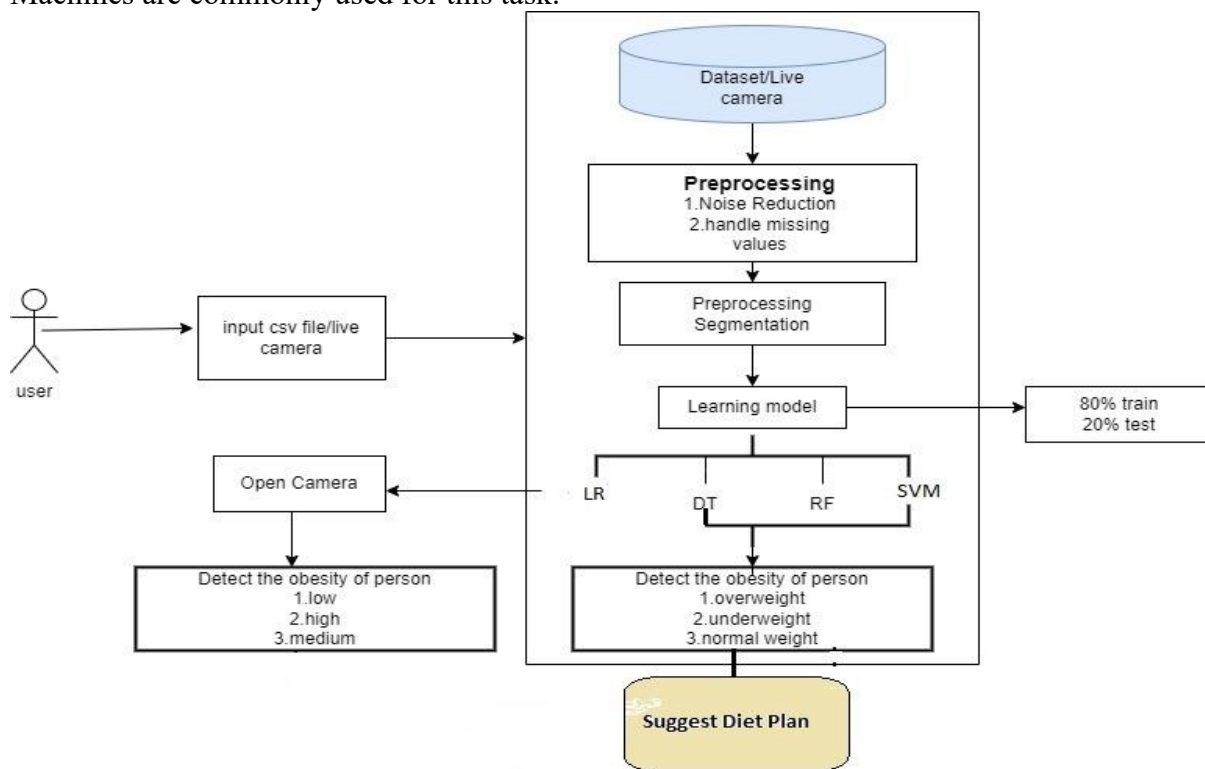 Machines are commonly used for this task.
Dataset/Live
camera
Preprocessing
1.Noise Reduction
2.handle missing
values
Preprocessing
Segmentation
input csv file/live
camera
user
Learning model
80% train
20% test
Open Camera
LR
DT
RF
SVM
Detect the obesity of person
1.low
2.high
3.medium
Detect the obesity of person
1.overweight
2.underweight
3.normal weight
Suggest Diet Plan